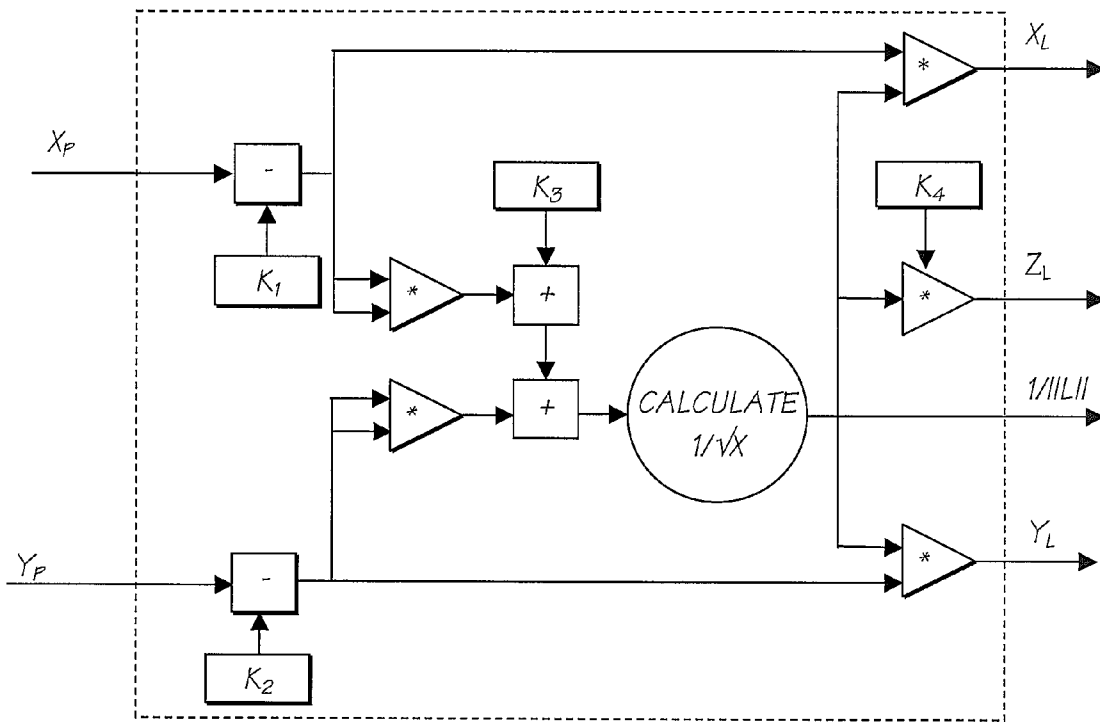 X_L
*
X_P
-
K_3
K_4
K_1
*
+
*
Z_L
*
+
CALCULATE
1/√X
1/||L||
Y_P
-
*
Y_L
K_2